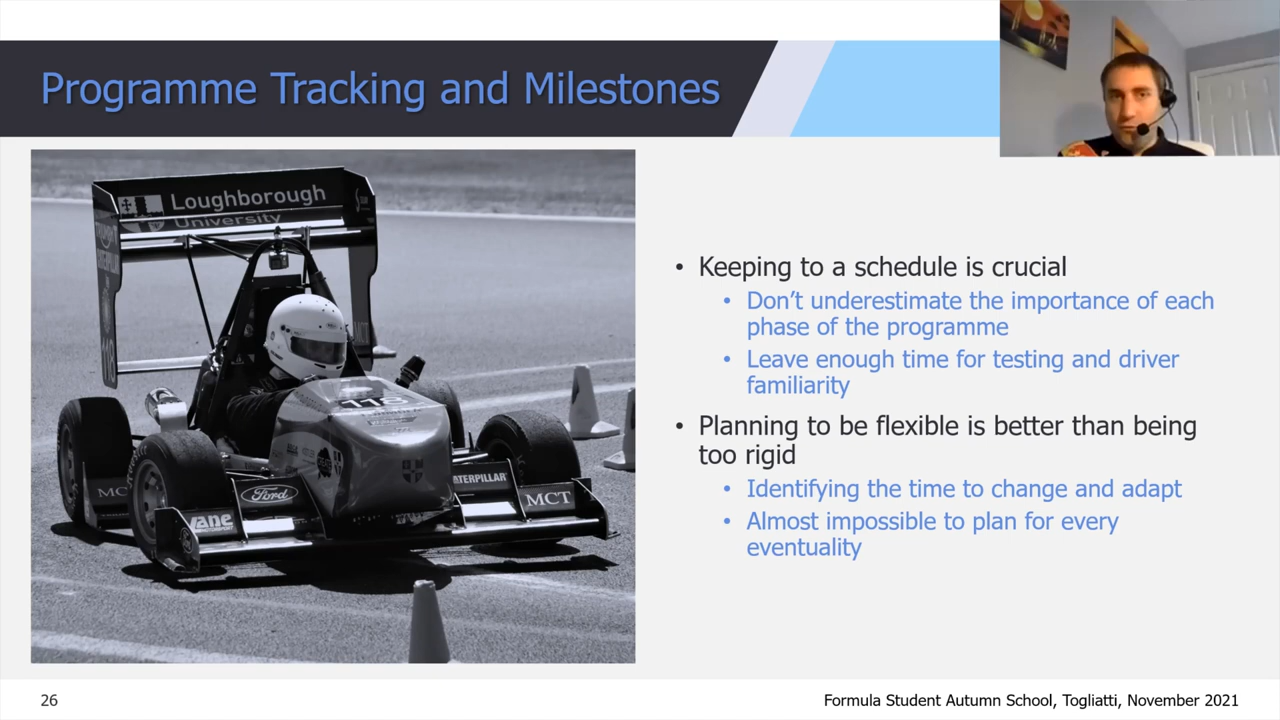 Programme Tracking and Milestones
Loughborough
University
118
Ford
VANE
CATERPILLAR
MCT
MCT
• Keeping to a schedule is crucial
• Don’t underestimate the importance of each
phase of the programme
• Leave enough time for testing and driver
familiarity
• Planning to be flexible is better than being
too rigid
• Identifying the time to change and adapt
• Almost impossible to plan for every
eventuality
26
Formula Student Autumn School, Togliatti, November 2021